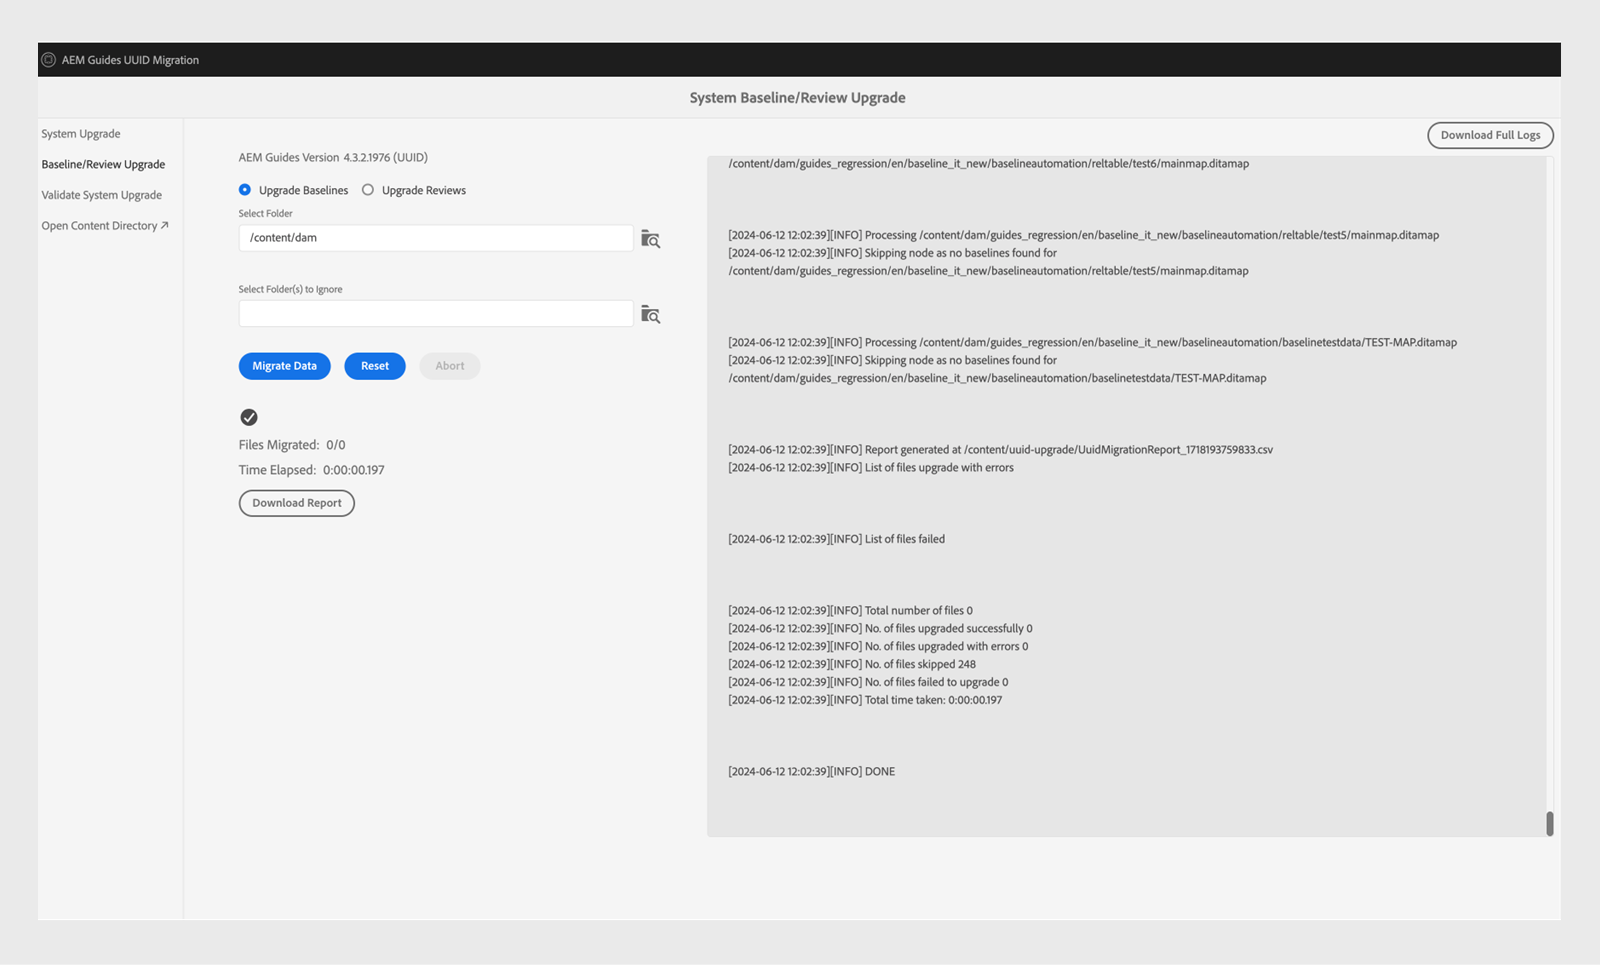 AEM Guides UUID Migration
System Baseline/Review Upgrade
System Upgrade
Baseline/Review Upgrade
Validate System Upgrade
Open Content Directory
AEM Guides Version 4.3.2.1976 (UUID)
Upgrade Baselines Upgrade Reviews
Select Folder
/content/dam
Select Folder(s) to Ignore
Migrate Data Reset Abort
Files Migrated: 0/0
Time Elapsed: 0:00:00.197
Download Report
Download Full Logs
/content/dam/guides_regression/en/baseline_it_new/baselineautomation/reltable/test6/mainmap.ditamap
[2024-06-12 12:02:39][INFO] Processing /content/dam/guides_regression/en/baseline_it_new/baselineautomation/reltable/test5/mainmap.ditamap
[2024-06-12 12:02:39][INFO] Skipping node as no baselines found for
/content/dam/guides_regression/en/baseline_it_new/baselineautomation/reltable/test5/mainmap.ditamap
[2024-06-12 12:02:39][INFO] Processing /content/dam/guides_regression/en/baseline_it_new/baselineautomation/baselinetestdata/TEST-MAP.ditamap
[2024-06-12 12:02:39][INFO] Skipping node as no baselines found for
/content/dam/guides_regression/en/baseline_it_new/baselineautomation/baselinetestdata/TEST-MAP.ditamap
[2024-06-12 12:02:39][INFO] Report generated at /content/uuid-upgrade/UuidMigrationReport_1718193759833.csv
[2024-06-12 12:02:39][INFO] List of files upgrade with errors
[2024-06-12 12:02:39][INFO] List of files failed
[2024-06-12 12:02:39][INFO] Total number of files 0
[2024-06-12 12:02:39][INFO] No. of files upgraded successfully 0
[2024-06-12 12:02:39][INFO] No. of files upgraded with errors 0
[2024-06-12 12:02:39][INFO] No. of files skipped 248
[2024-06-12 12:02:39][INFO] No. of files failed to upgrade 0
[2024-06-12 12:02:39][INFO] Total time taken: 0:00:00.197
[2024-06-12 12:02:39][INFO] DONE